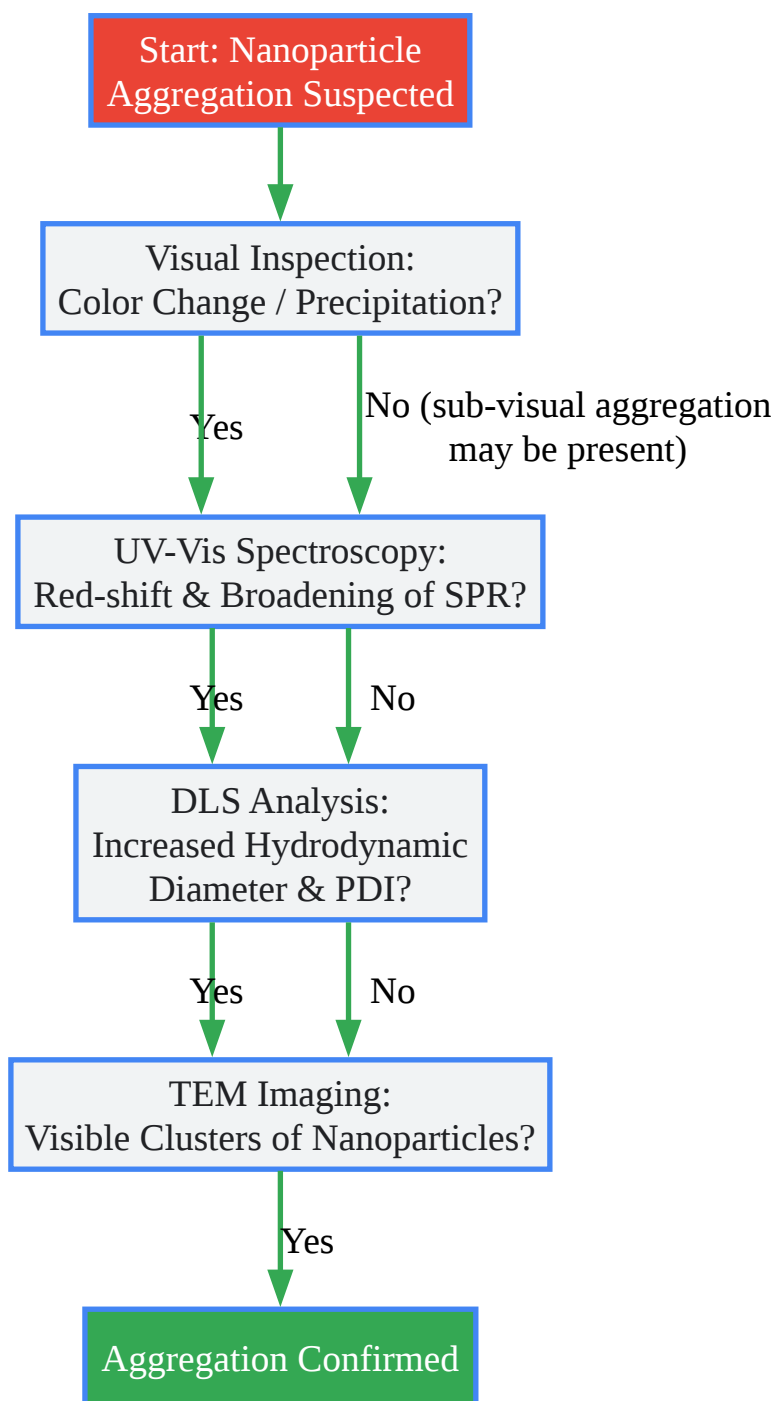 Start: Nanoparticle
Aggregation Suspected
Visual Inspection:
Color Change / Precipitation?
Yes
No (sub-visual aggregation
may be present)
UV-Vis Spectroscopy:
Red-shift & Broadening of SPR?
Yes
No
DLS Analysis:
Increased Hydrodynamic
Diameter & PDI?
Yes
No
TEM Imaging:
Visible Clusters of Nanoparticles?
Yes
Aggregation Confirmed